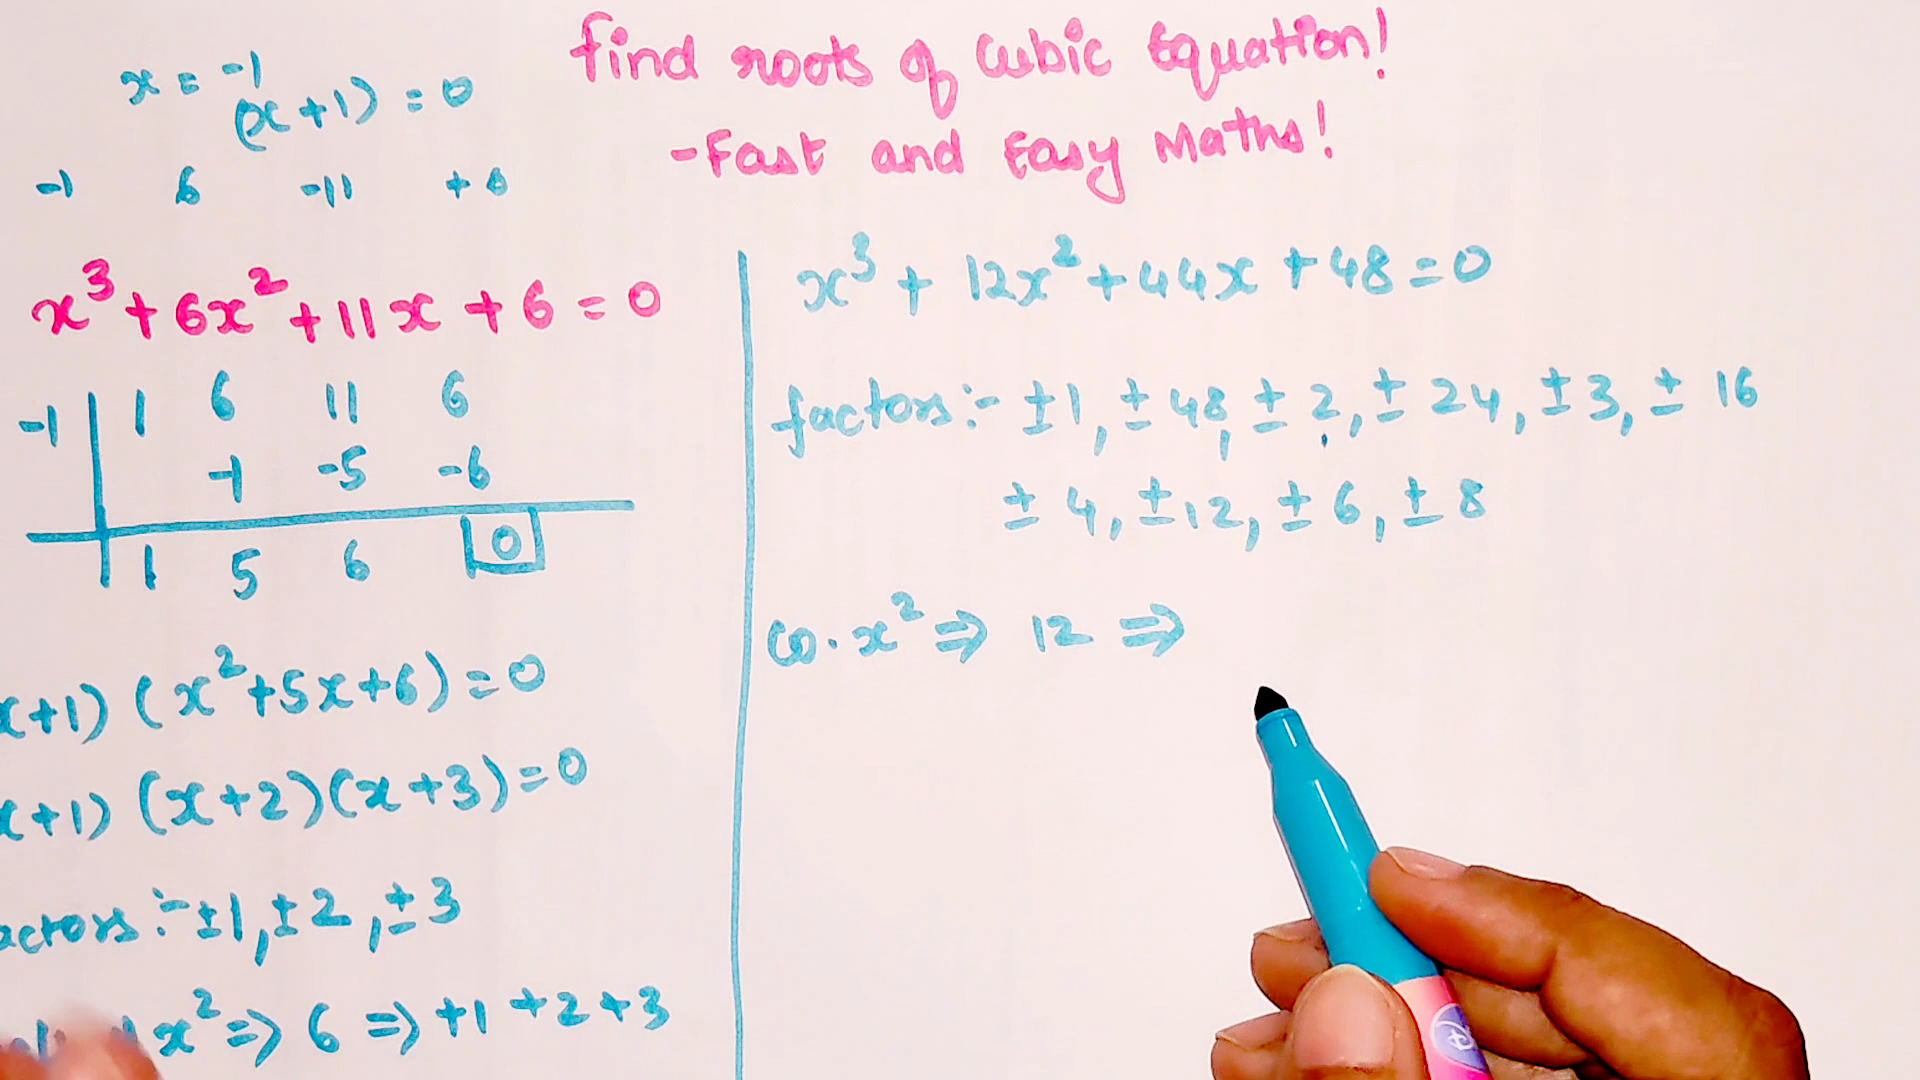 Find roots of Cubic Equation!
-Fast and Easy Maths!
x = -1
(x+1) = 0
-1 6 -11 +6
x³+6x²+11x+6=0
-1 | 1 6 11 6
-1 -5 -6
1 5 6 0
x+1) (x²+5x+6)=0
x+1) (x+2)(x+3)=0
actors:- ±1, ±2, ±3
x² ⇒ 6 ⇒ +1 +2 +3
x³+12x²+44x+48=0
factors:- ±1, ±48, ±2, ±24, ±3, ±16
±4, ±12, ±6, ±8
co.x² ⇒ 12 ⇒